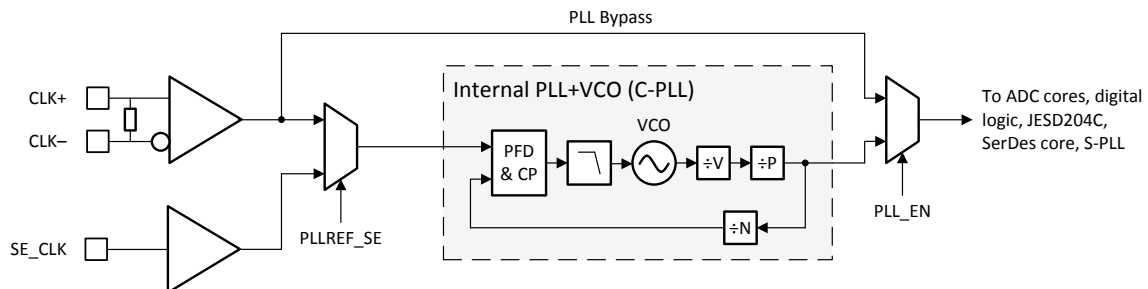 PLL Bypass
Internal PLL+VCO (C-PLL)
CLK+
CLK–
VCO
PFD
& CP
÷V
÷P
÷N
To ADC cores, digital
logic, JESD204C,
SerDes core, S-PLL
PLL_EN
PLLREF_SE
SE_CLK